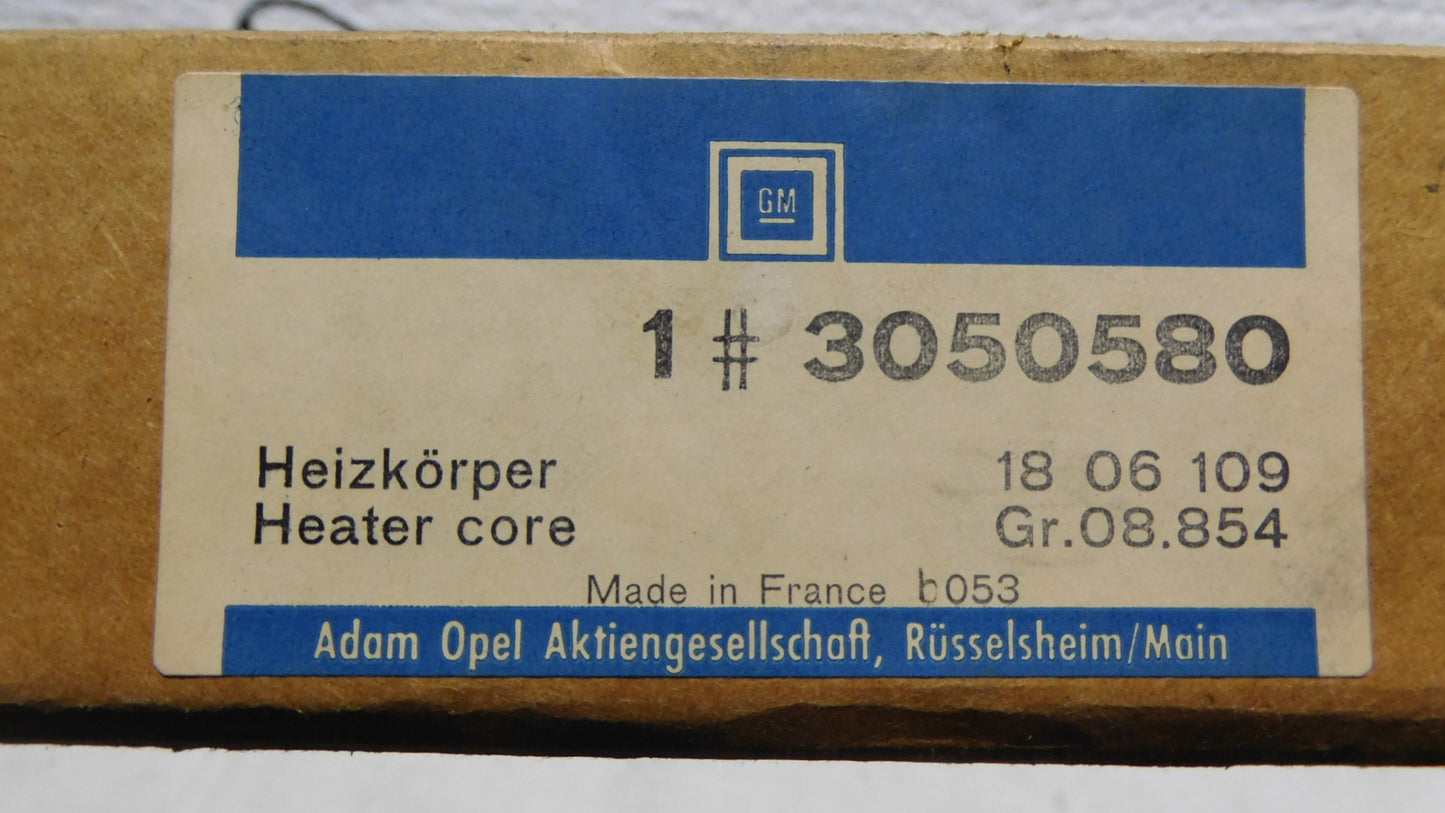 GM
1 # 3050580
Heizkörper 18 06 109
Heater core Gr.08.854
Made in France b053
Adam Opel Aktiengesellschaft, Rüsselsheim/Main